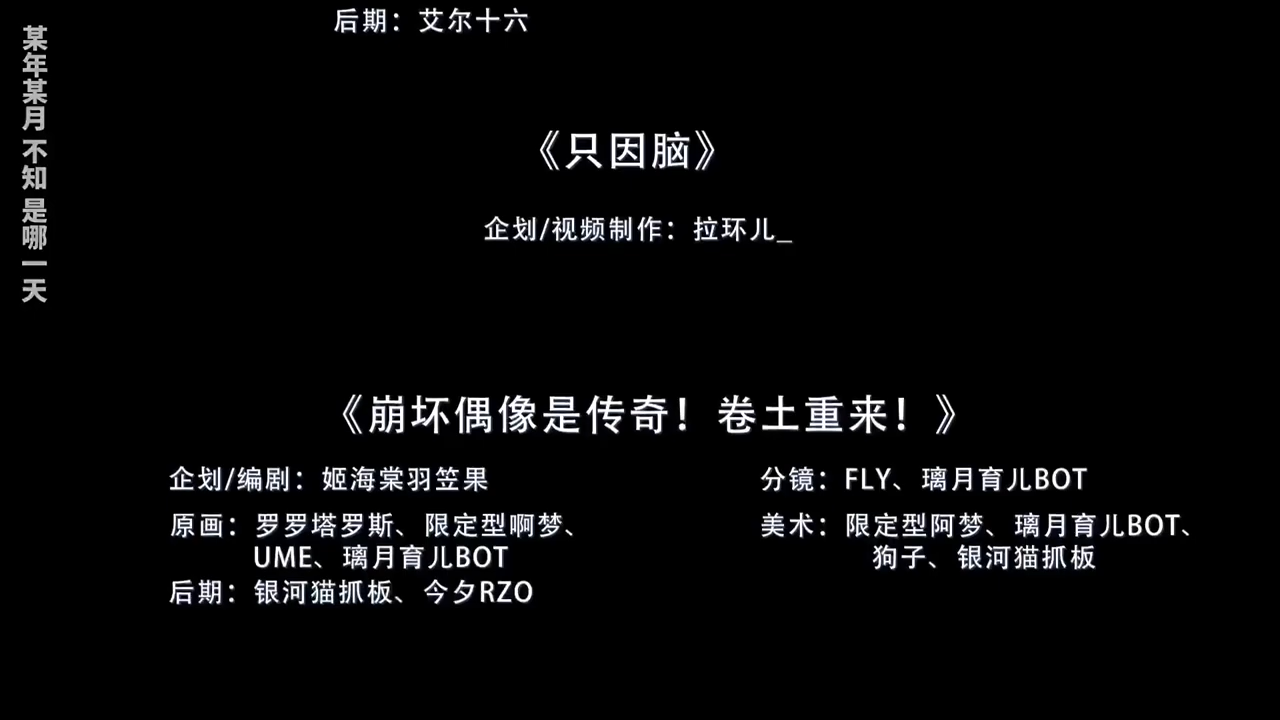 后期：艾尔十六
某年某月 不知 是哪一天
《只因脑》
企划/视频制作：拉环儿_
《崩坏偶像是传奇！卷土重来！》
企划/编剧：姬海棠羽笠果
分镜：FLY、璃月育儿BOT
原画：罗罗塔罗斯、限定型啊梦、
UME、璃月育儿BOT
美术：限定型阿梦、璃月育儿BOT、
狗子、银河猫抓板
后期：银河猫抓板、今夕RZO